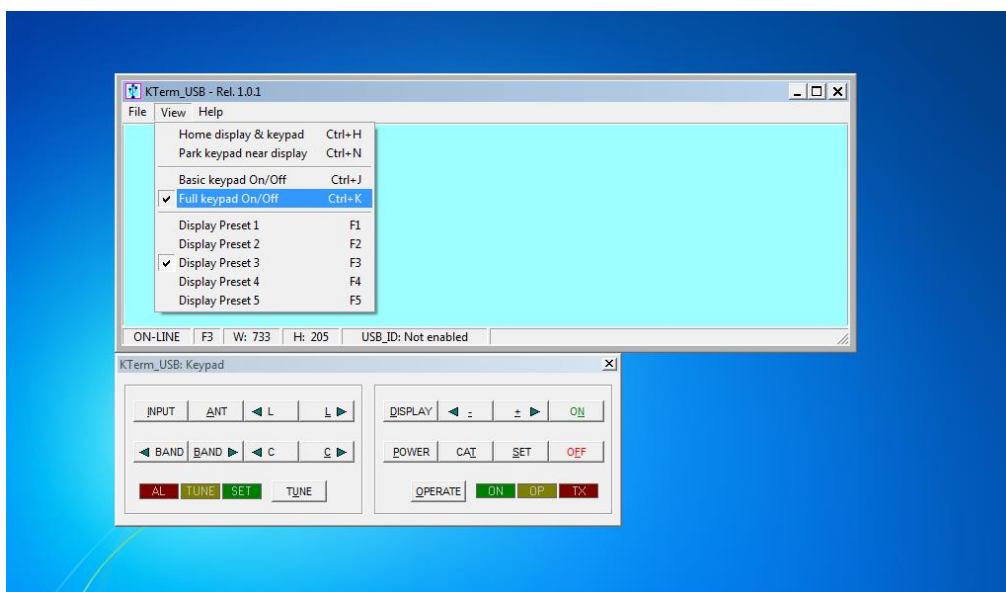 KTerm_USB - Rel. 1.0.1
File View Help
Home display & keypad Ctrl+H
Park keypad near display Ctrl+N
Basic keypad On/Off Ctrl+J
Full keypad On/Off Ctrl+K
Display Preset 1 F1
Display Preset 2 F2
Display Preset 3 F3
Display Preset 4 F4
Display Preset 5 F5
ON-LINE F3 W: 733 H: 205 USB_ID: Not enabled
KTerm_USB: Keypad
INPUT ANT L L DISPLAY - + ON
BAND BAND C C POWER CAT SET OFF
AL TUNE SET TUNE OPERATE ON OP TX